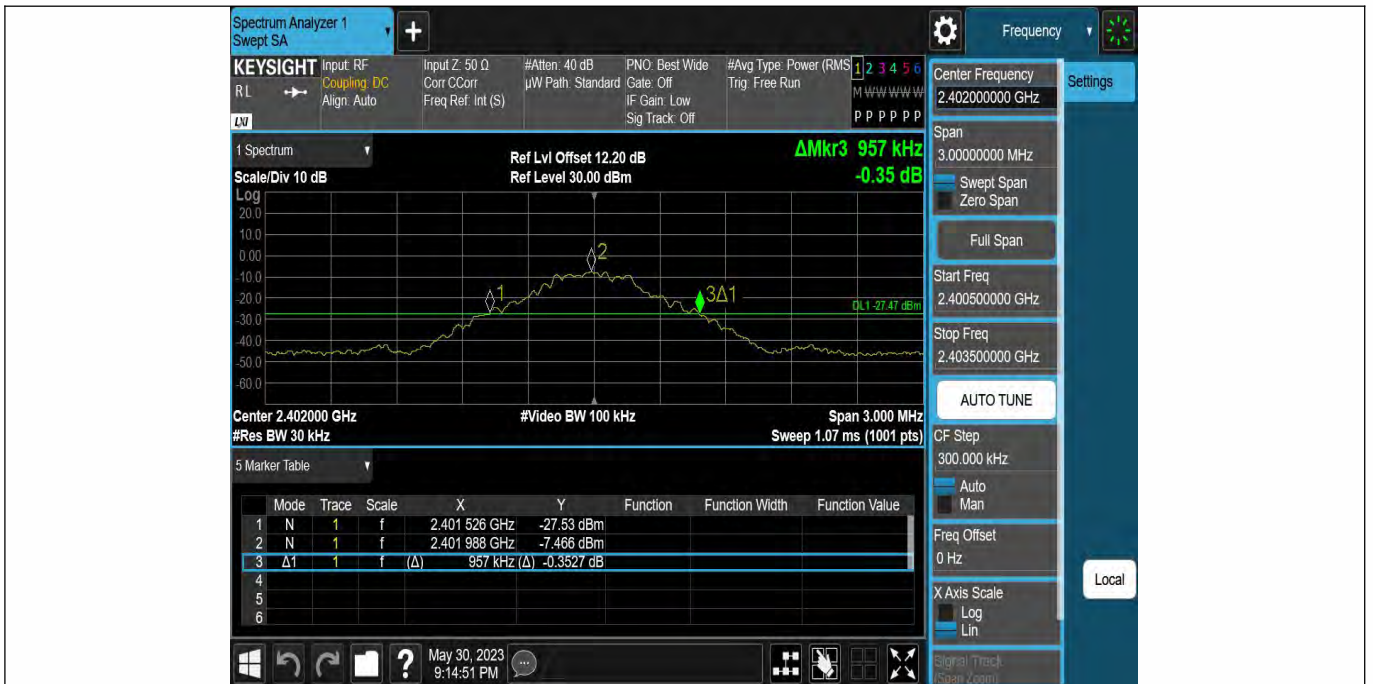 Spectrum Analyzer 1
Swept SA
+
Frequency
KEYSIGHT
RL
LXI
Input: RF
Coupling: DC
Align: Auto
Input Z: 50 Ω
Corr CCorr
Freq Ref: Int (S)
#Atten: 40 dB
µW Path: Standard
PNO: Best Wide
Gate: Off
IF Gain: Low
Sig Track: Off
#Avg Type: Power (RMS
Trig: Free Run
1 2 3 4 5 6
M W W W W W
P P P P P P
1 Spectrum
Scale/Div 10 dB
Ref Lvl Offset 12.20 dB
Ref Level 30.00 dBm
ΔMkr3 957 kHz
-0.35 dB
Log
20.0
10.0
0.00
-10.0
-20.0
-30.0
-40.0
-50.0
-60.0
1
2
3Δ1
DL1 -27.47 dBm
Center 2.402000 GHz
#Video BW 100 kHz
Span 3.000 MHz
#Res BW 30 kHz
Sweep 1.07 ms (1001 pts)
5 Marker Table
Mode Trace Scale X Y Function Function Width Function Value
1 N 1 f 2.401 526 GHz -27.53 dBm
2 N 1 f 2.401 988 GHz -7.466 dBm
3 Δ1 1 f (Δ) 957 kHz (Δ) -0.3527 dB
4
5
6
?
May 30, 2023
9:14:51 PM
Center Frequency
2.402000000 GHz
Settings
Span
3.00000000 MHz
Swept Span
Zero Span
Full Span
Start Freq
2.400500000 GHz
Stop Freq
2.403500000 GHz
AUTO TUNE
CF Step
300.000 kHz
Auto
Man
Freq Offset
0 Hz
X Axis Scale
Log
Lin
Signal Track
(Span Zoom)
Local